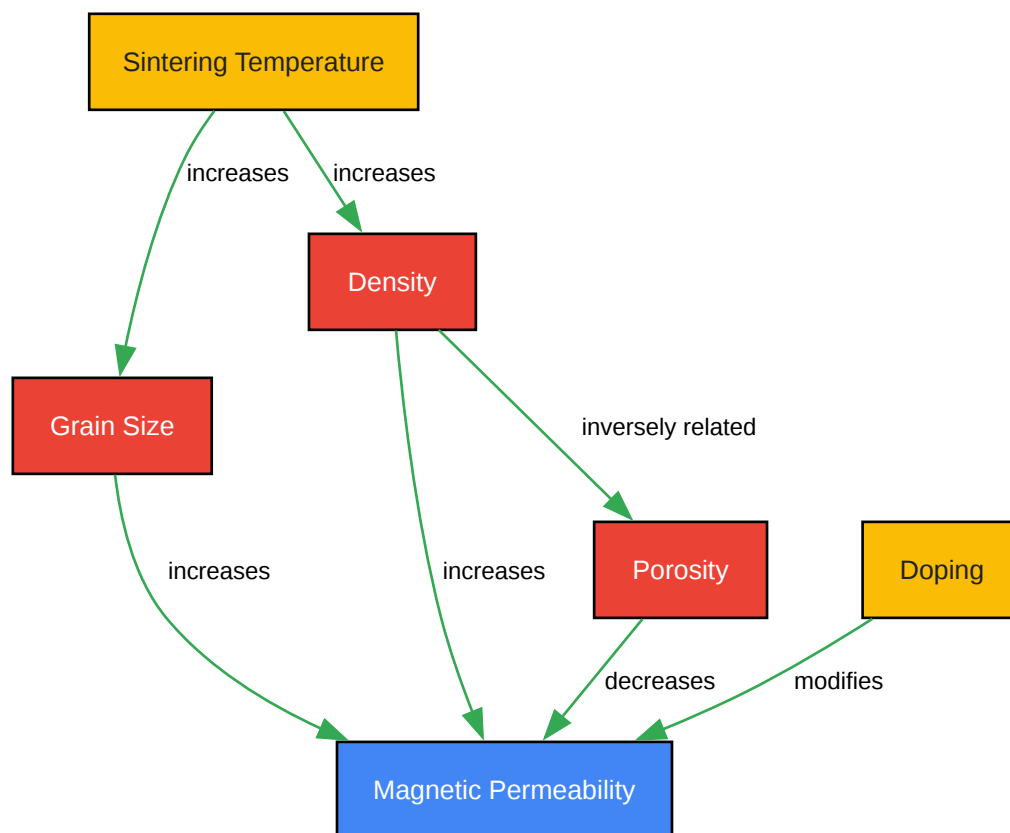 Sintering Temperature
increases
increases
Density
Grain Size
inversely related
Porosity
Doping
increases
increases
decreases
modifies
Magnetic Permeability